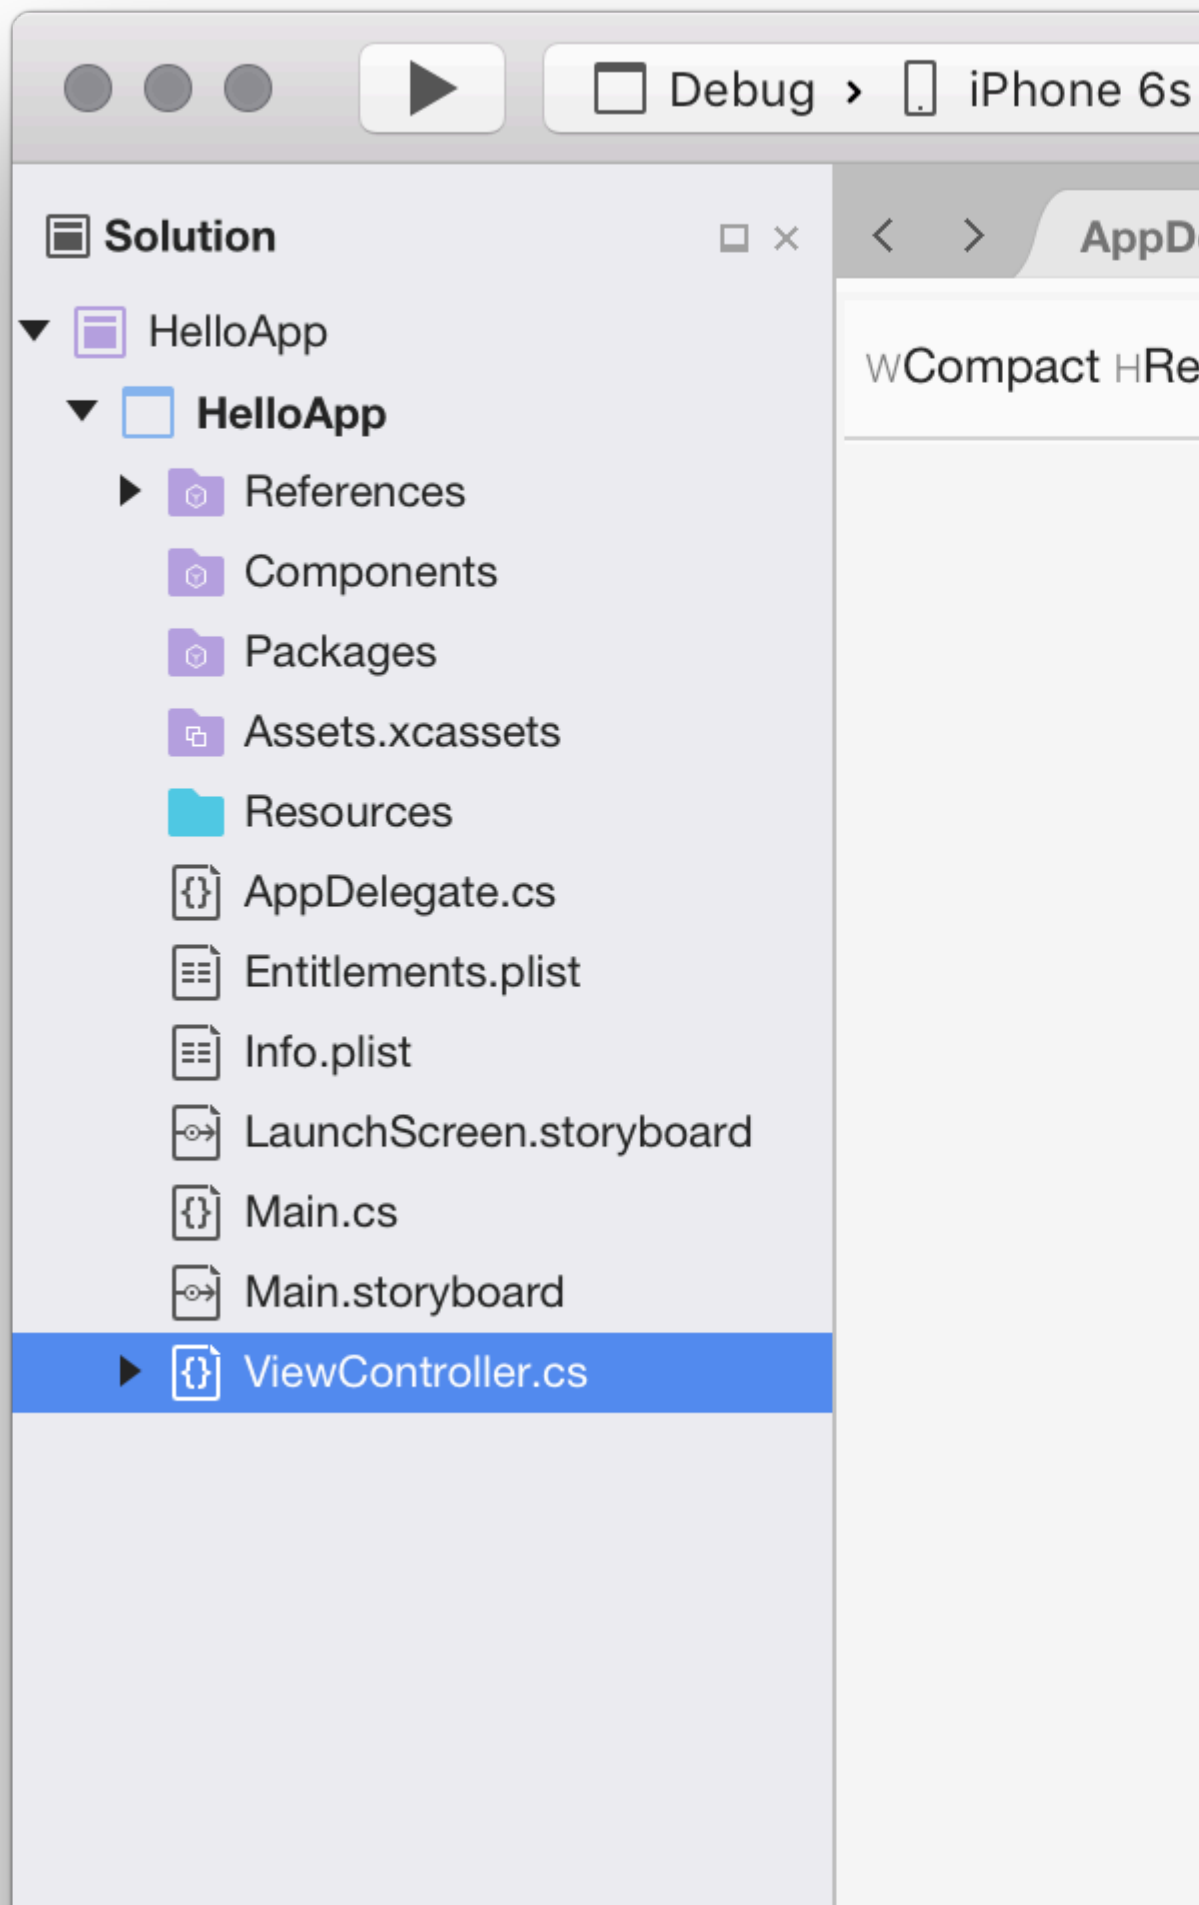 Debug › iPhone 6s
Solution
AppD
HelloApp
WCompact HRe
HelloApp
References
Components
Packages
Assets.xcassets
Resources
AppDelegate.cs
Entitlements.plist
Info.plist
LaunchScreen.storyboard
Main.cs
Main.storyboard
ViewController.cs